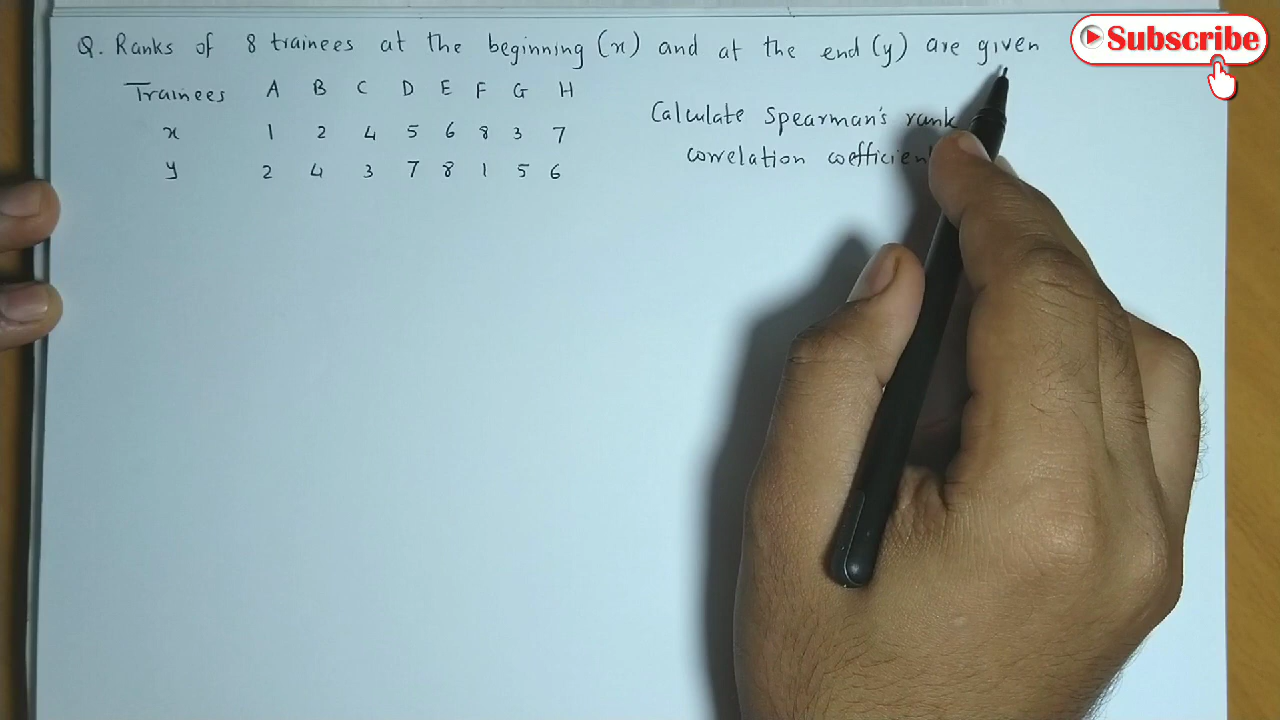 Q. Ranks of 8 trainees at the beginning (x) and at the end (y) are given
Trainees A B C D E F G H
x 1 2 4 5 6 8 3 7
y 2 4 3 7 8 1 5 6
Calculate Spearman's rank
correlation coefficient
Subscribe